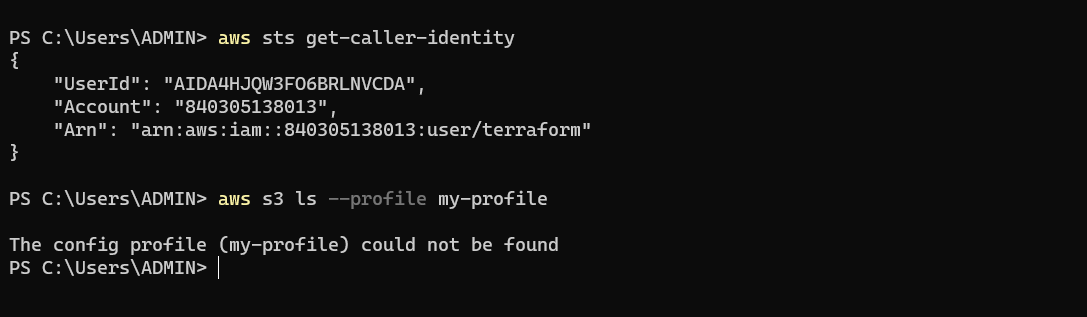 PS C:\Users\ADMIN> aws sts get-caller-identity
{
    "UserId": "AIDA4HJQW3FO6BRLNVCDA",
    "Account": "840305138013",
    "Arn": "arn:aws:iam::840305138013:user/terraform"
}
PS C:\Users\ADMIN> aws s3 ls --profile my-profile
The config profile (my-profile) could not be found
PS C:\Users\ADMIN>